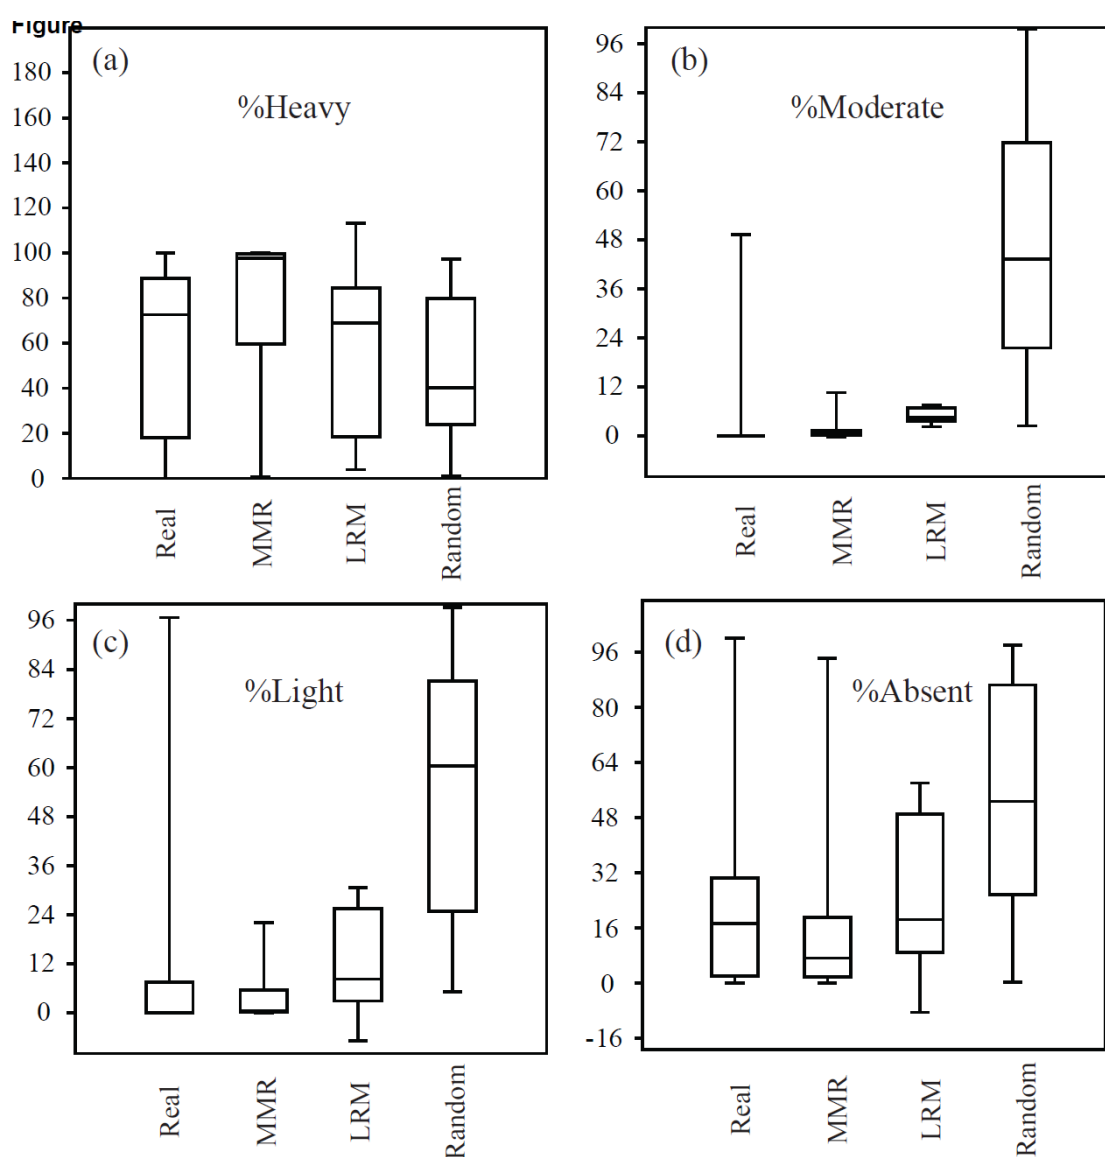 Figure
(a)
%Heavy
180
160
140
120
100
80
60
40
20
0
Real
MMR
LRM
Random
(b)
%Moderate
96
84
72
60
48
36
24
12
0
Real
MMR
LRM
Random
(c)
%Light
96
84
72
60
48
36
24
12
0
Real
MMR
LRM
Random
(d)
%Absent
96
80
64
48
32
16
0
-16
Real
MMR
LRM
Random